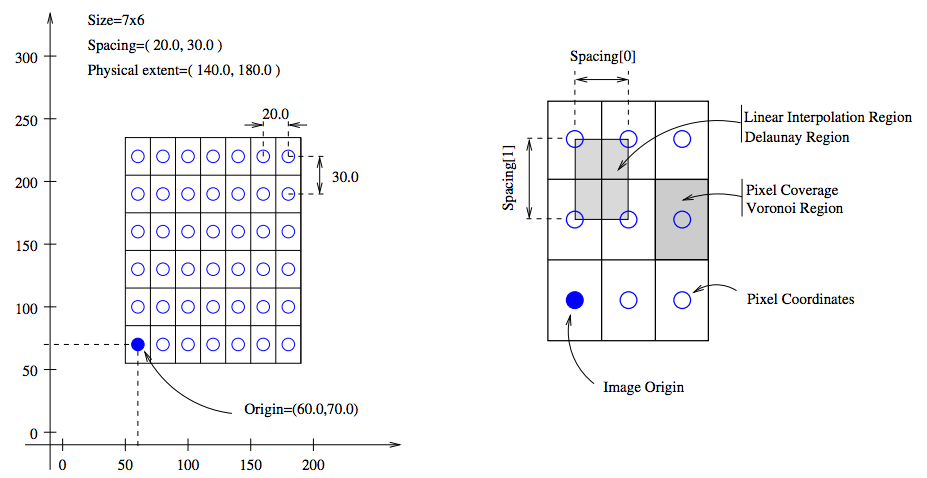 Size=7x6
Spacing=( 20.0, 30.0 )
Physical extent=( 140.0, 180.0 )
300
250
200
150
100
50
0
0
50
100
150
200
20.0
30.0
Origin=(60.0,70.0)
Spacing[0]
Spacing[1]
Linear Interpolation Region
Delaunay Region
Pixel Coverage
Voronoi Region
Pixel Coordinates
Image Origin